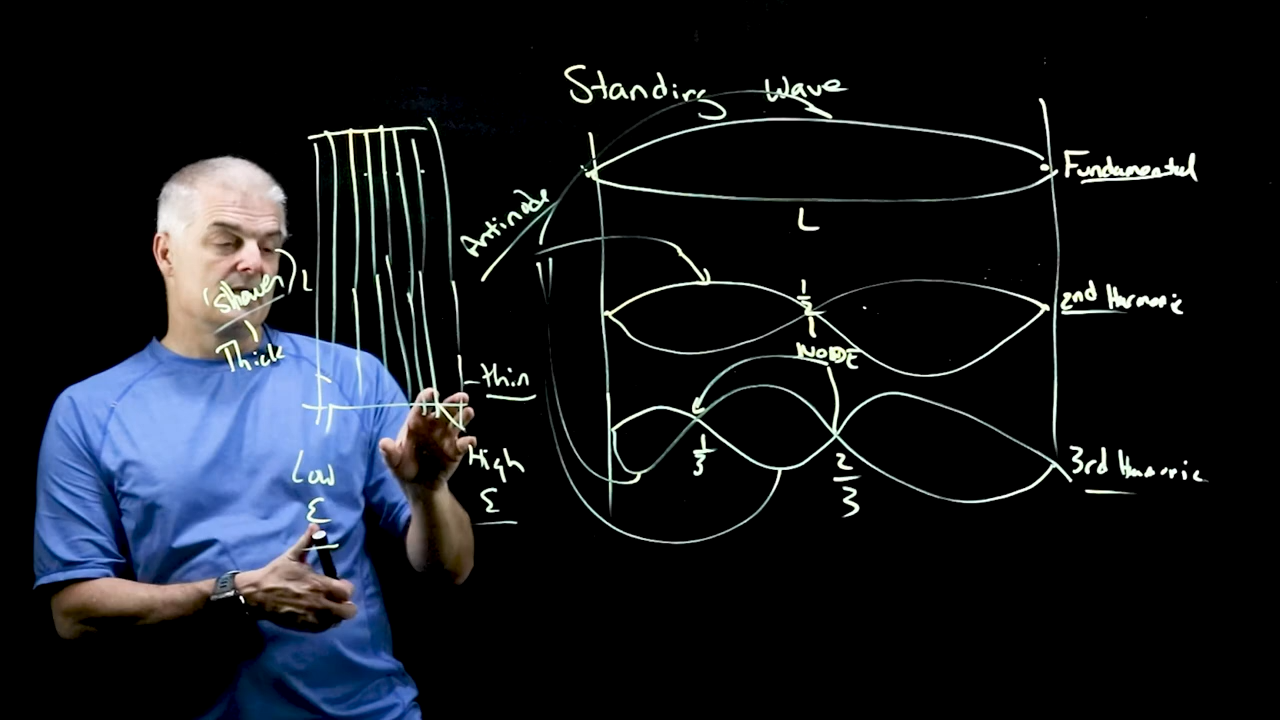 Standing Wave
Fundamental
L
Antinode
L
2nd Harmonic
1
2
NODE
Thick
thin
1
3
2
3
3rd Harmonic
Low
E
High
E